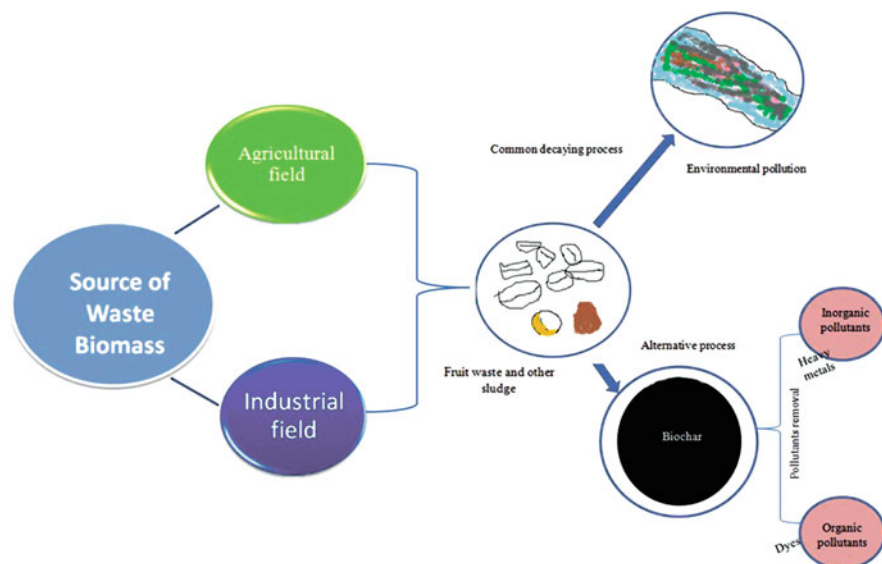 Agricultural
field
Source of
Waste
Biomass
Industrial
field
Common decaying process
Environmental pollution
Fruit waste and other
sludge
Alternative process
Biochar
Pollutants removal
Inorganic
pollutants
Heavy
metals
Organic
pollutants
Dyes